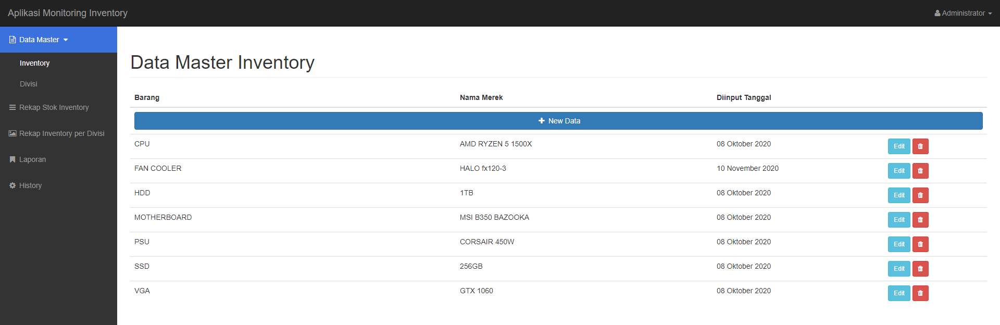 Aplikasi Monitoring Inventory
Administrator
Data Master
Inventory
Divisi
Rekap Stok Inventory
Rekap Inventory per Divisi
Laporan
History
Data Master Inventory
Barang Nama Merek Diinput Tanggal
New Data
CPU AMD RYZEN 5 1500X 08 Oktober 2020 Edit
FAN COOLER HALO fx120-3 10 November 2020 Edit
HDD 1TB 08 Oktober 2020 Edit
MOTHERBOARD MSI B350 BAZOOKA 08 Oktober 2020 Edit
PSU CORSAIR 450W 08 Oktober 2020 Edit
SSD 256GB 08 Oktober 2020 Edit
VGA GTX 1060 08 Oktober 2020 Edit